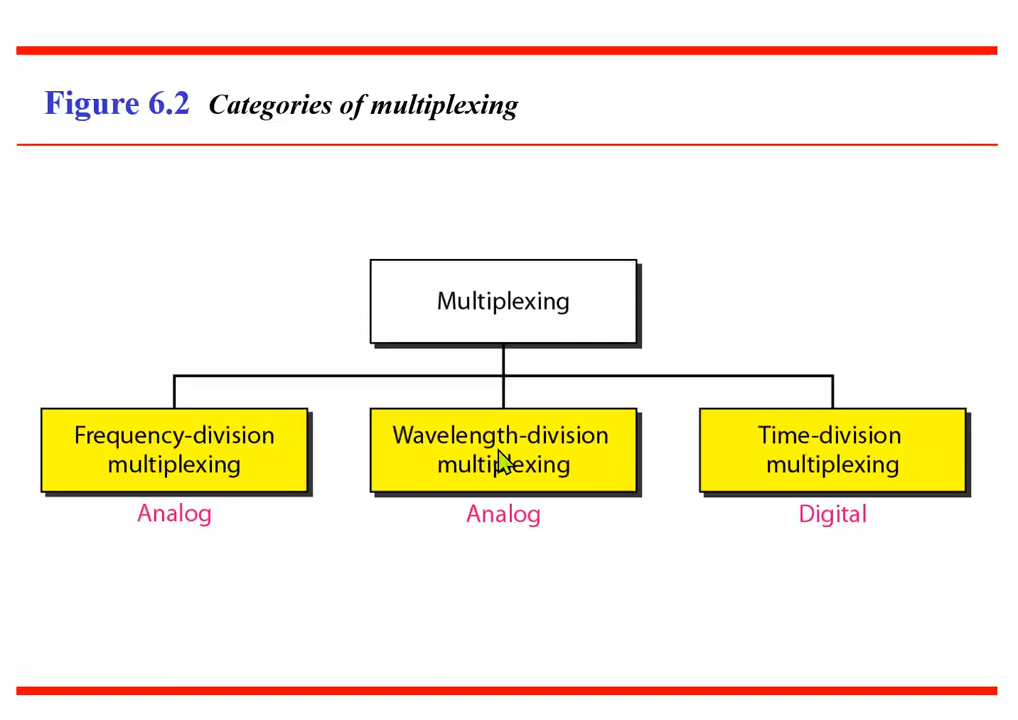 Figure 6.2 Categories of multiplexing
Multiplexing
Frequency-division
multiplexing
Analog
Wavelength-division
multiplexing
Analog
Time-division
multiplexing
Digital